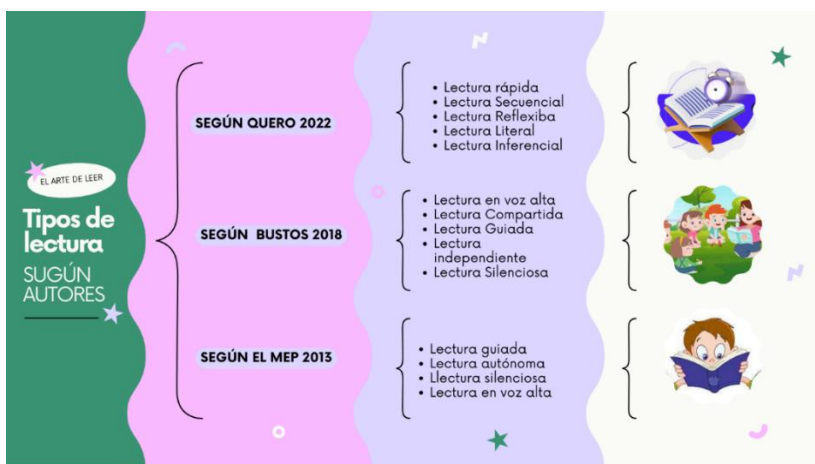 EL ARTE DE LEER
Tipos de
lectura
SUGÚN
AUTORES
SEGÚN QUERO 2022
• Lectura rápida
• Lectura Secuencial
• Lectura Reflexiba
• Lectura Literal
• Lectura Inferencial
SEGÚN BUSTOS 2018
• Lectura en voz alta
• Lectura Compartida
• Lectura Guiada
• Lectura
independiente
• Lectura Silenciosa
SEGÚN EL MEP 2013
• Lectura guiada
• Lectura autónoma
• Llectura silenciosa
• Lectura en voz alta